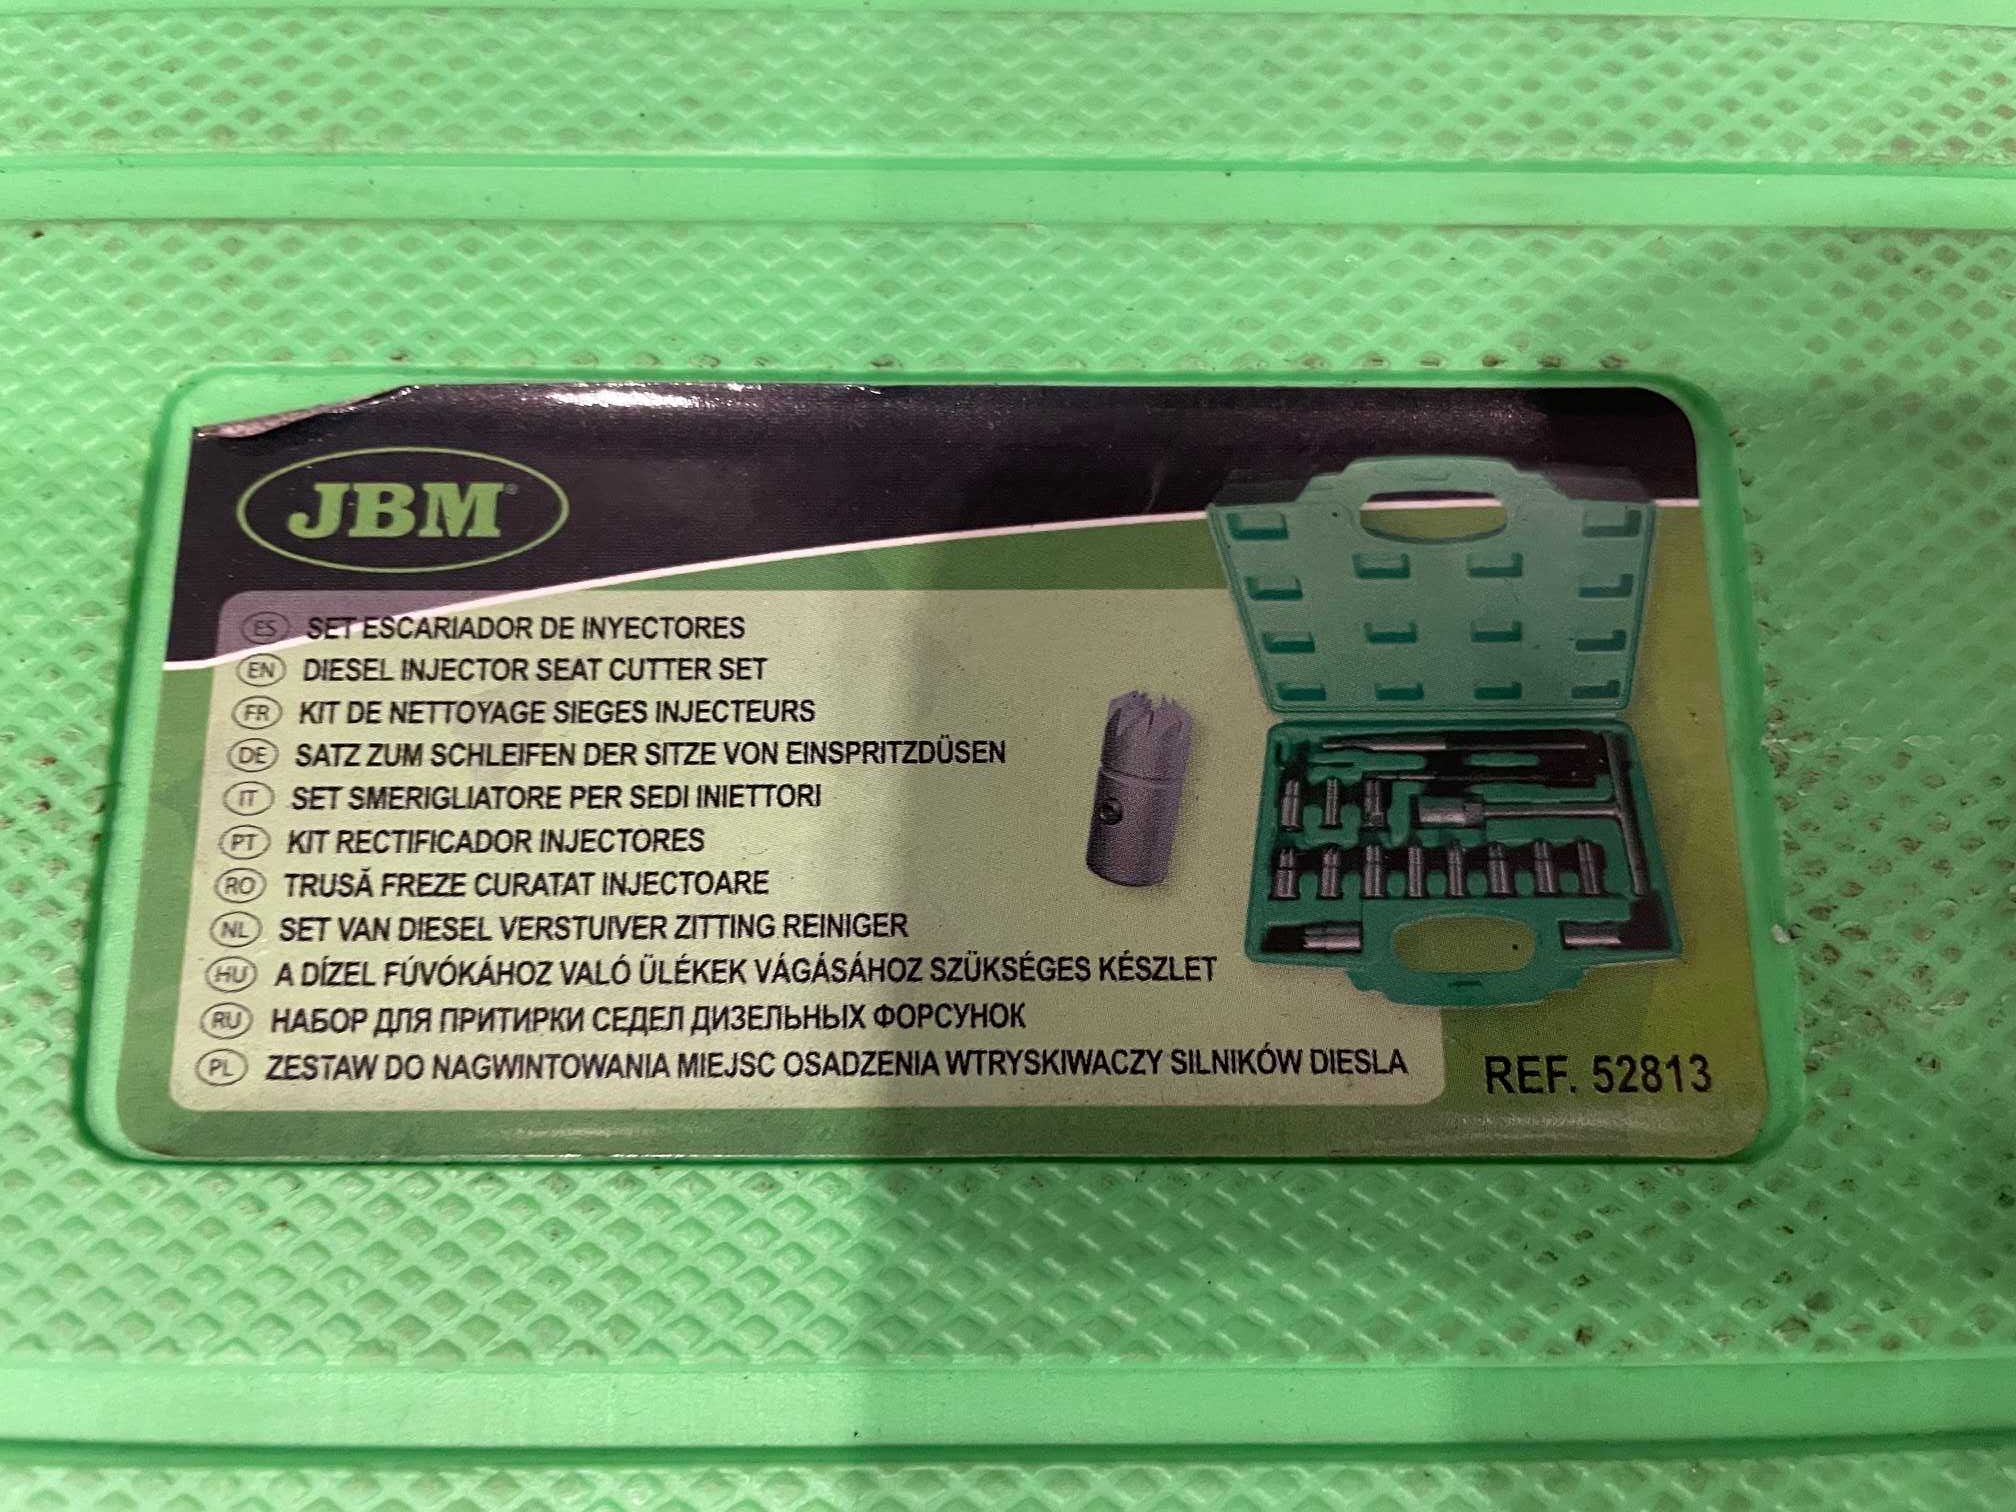 JBM®
ES SET ESCARIADOR DE INYECTORES
EN DIESEL INJECTOR SEAT CUTTER SET
FR KIT DE NETTOYAGE SIEGES INJECTEURS
DE SATZ ZUM SCHLEIFEN DER SITZE VON EINSPRITZDÜSEN
IT SET SMERIGLIATORE PER SEDI INIETTORI
PT KIT RECTIFICADOR INJECTORES
RO TRUSĂ FREZE CURATAT INJECTOARE
NL SET VAN DIESEL VERSTUIVER ZITTING REINIGER
HU A DÍZEL FÚVÓKÁHOZ VALÓ ÜLÉKEK VÁGÁSÁHOZ SZÜKSÉGES KÉSZLET
RU НАБОР ДЛЯ ПРИТИРКИ СЕДЕЛ ДИЗЕЛЬНЫХ ФОРСУНОК
PL ZESTAW DO NAGWINTOWANIA MIEJSC OSADZENIA WTRYSKIWACZY SILNIKÓW DIESLA
REF. 52813